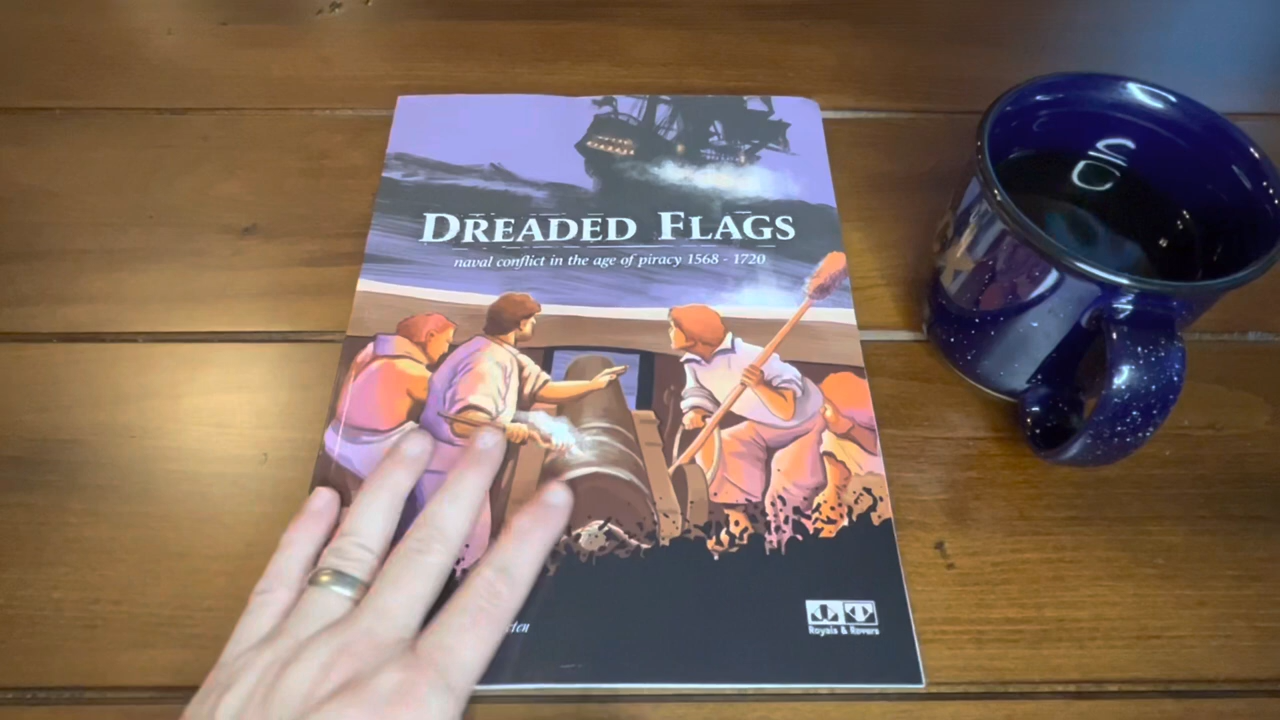 DREADED FLAGS
naval conflict in the age of piracy 1568 - 1720
Royals & Rovers